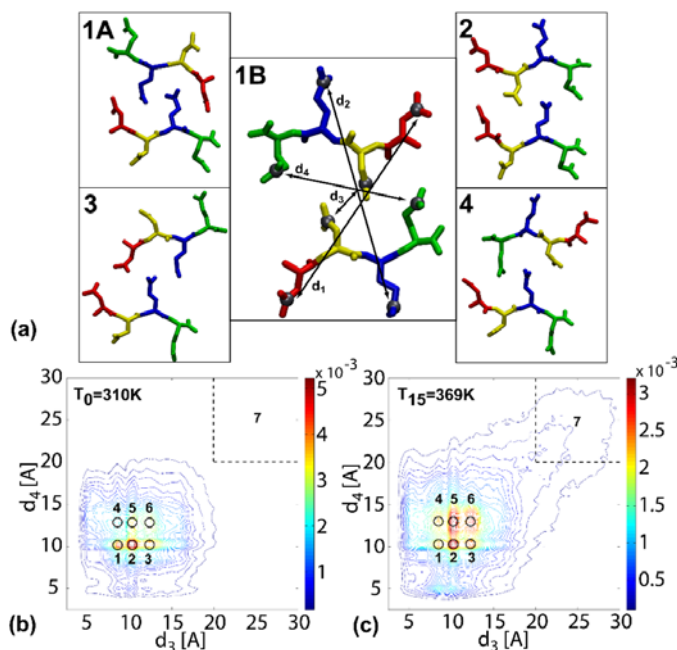 1A
1B
2
d2
d4
d3
d1
3
4
(a)
x 10^-3
x 10^-3
T0=310K
7
T15=369K
7
d4 [A]
30
25
20
15
10
5
4 5 6
1 2 3
5 10 15 20 25 30
d3 [A]
(b)
5
4
3
2
1
d4 [A]
30
25
20
15
10
5
4 5 6
1 2 3
5 10 15 20 25 30
d3 [A]
(c)
3
2.5
2
1.5
1
0.5